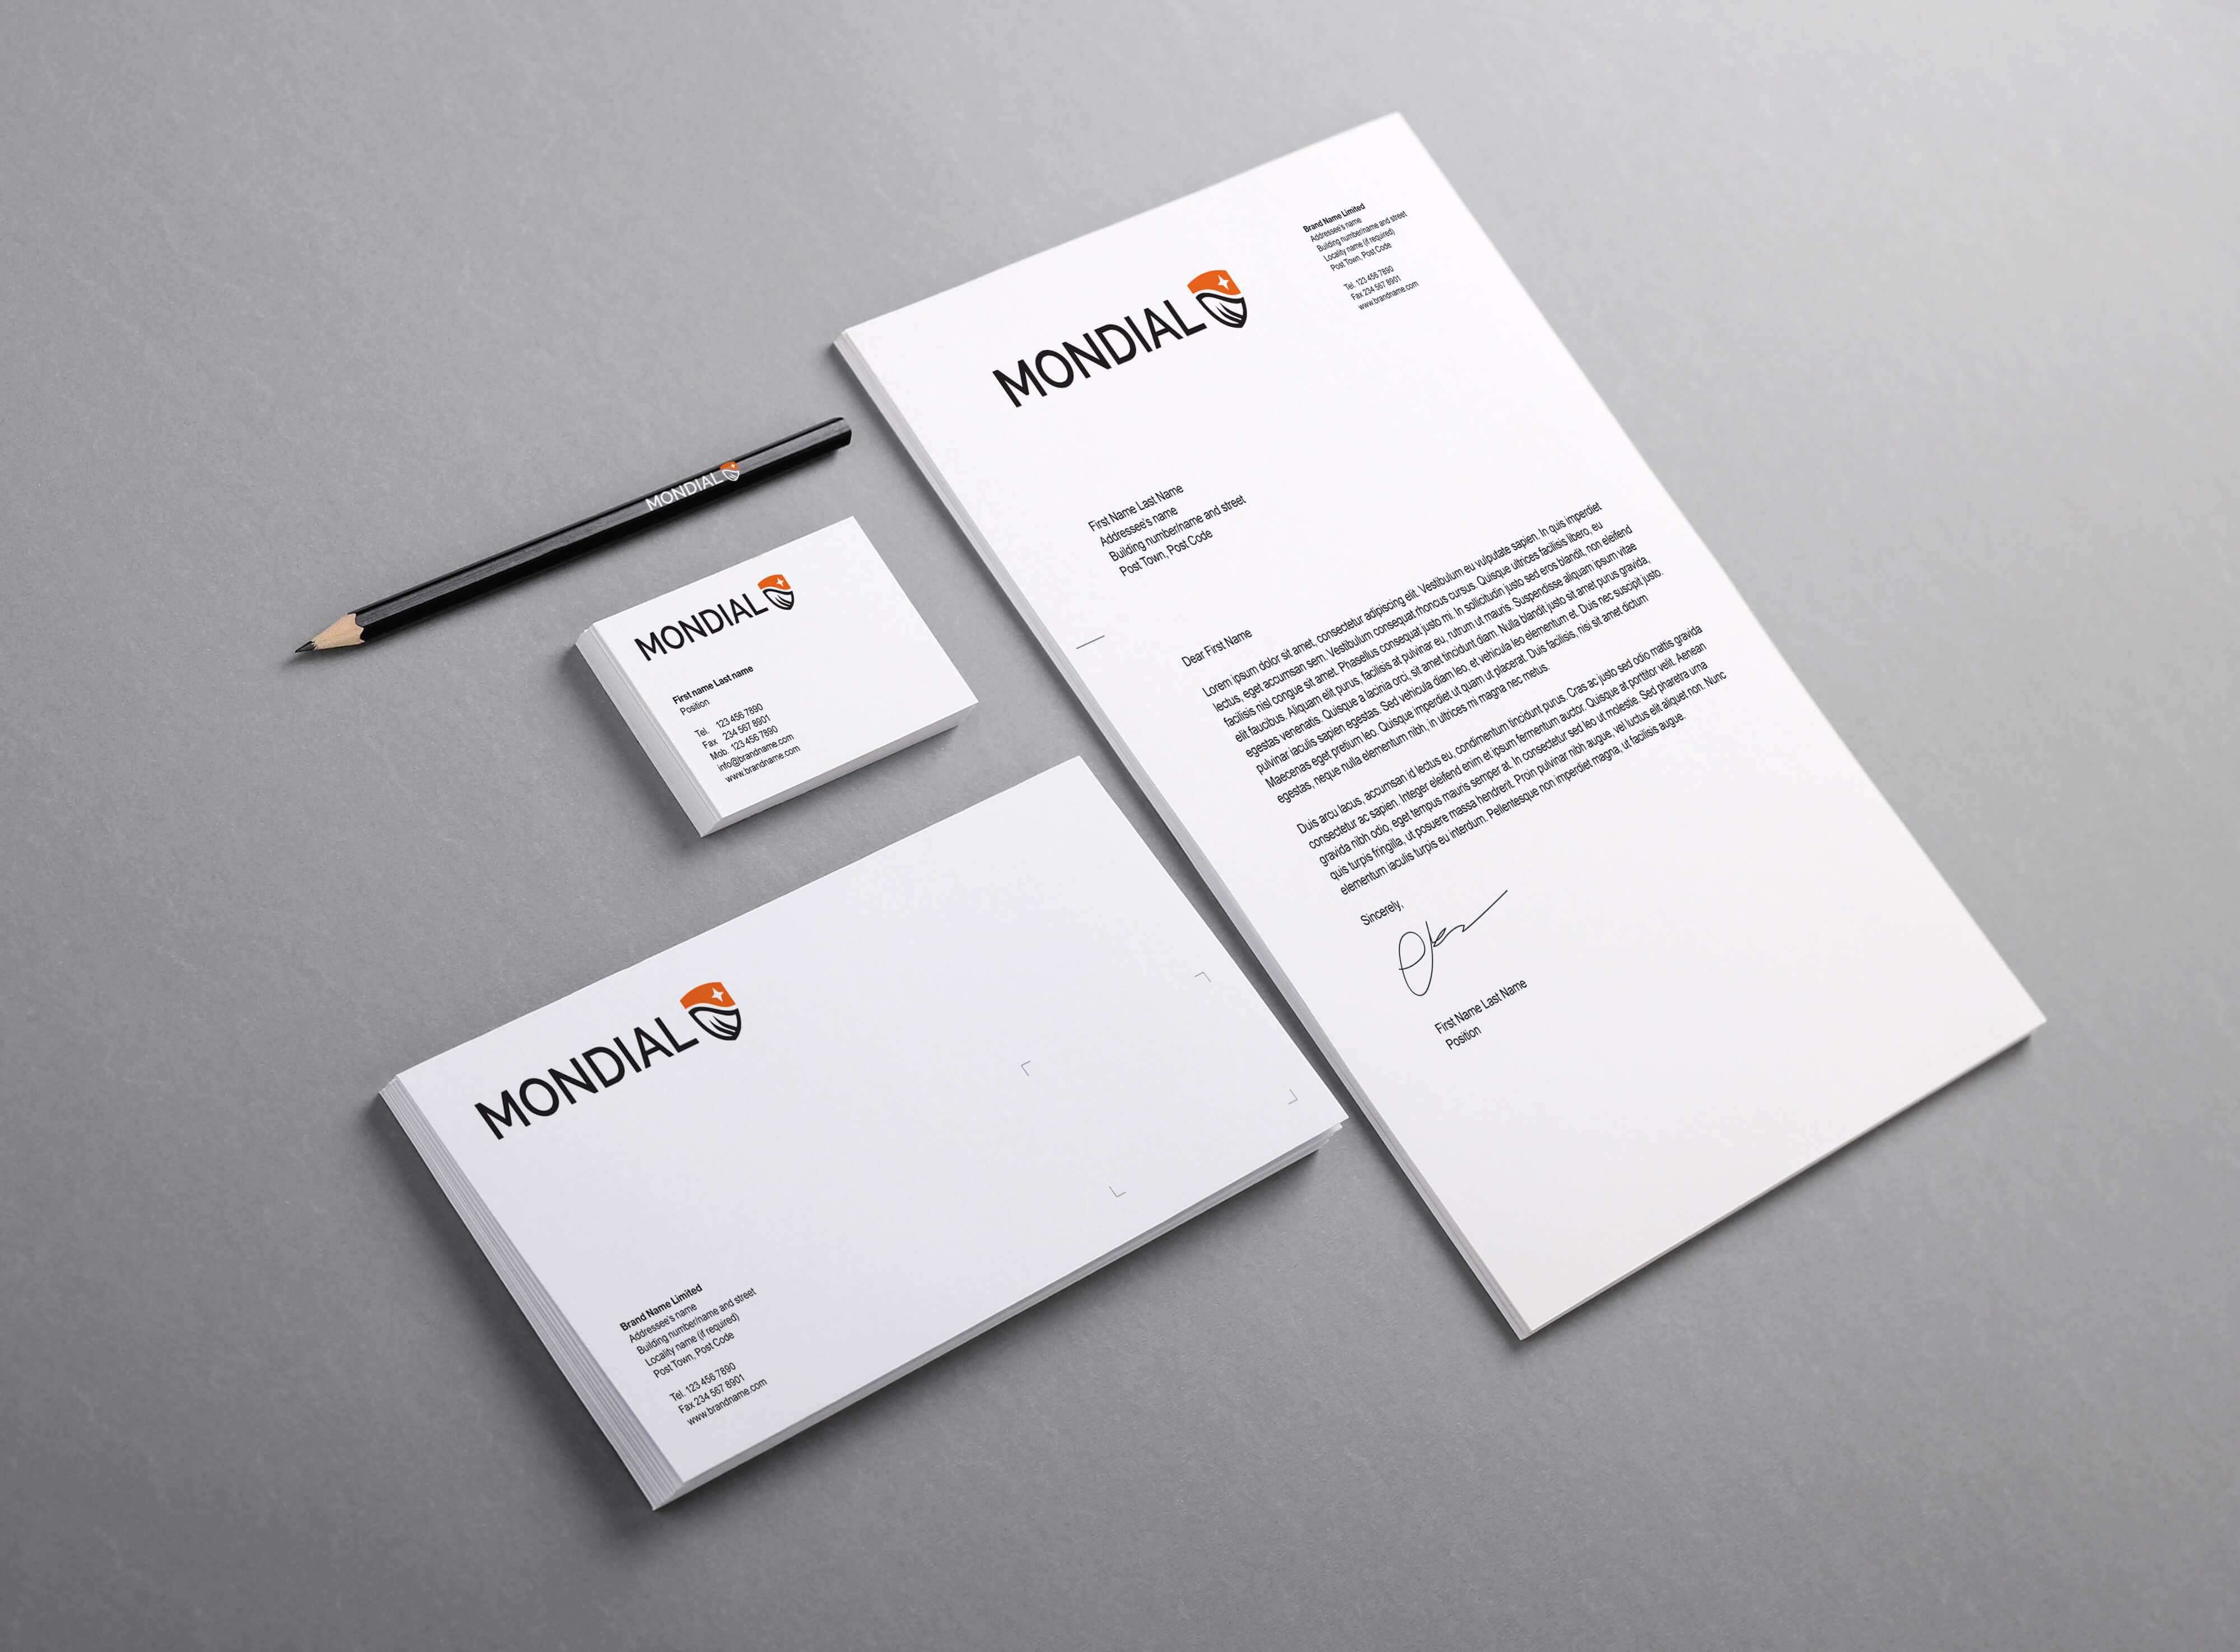 MONDIAL
Brand Name Limited
Addressee's name
Building number/name and street
Locality name (if required)
Post Town, Post Code
Tel. 123 456 7890
Fax 234 567 8901
www.brandname.com
First Name Last Name
Addressee's name
Building number/name and street
Post Town, Post Code
Dear First Name
Lorem ipsum dolor sit amet, consectetur adipiscing elit. Vestibulum eu vulputate sapien. In quis imperdiet
lectus, eget accumsan sem. Vestibulum consequat rhoncus cursus. Quisque ultrices facilisis libero, eu
facilisis nisl congue sit amet. Phasellus consequat justo mi. In sollicitudin justo sed eros blandit, non eleifend
elit faucibus. Aliquam elit purus, facilisis at pulvinar eu, rutrum ut mauris. Suspendisse aliquam ipsum vitae
egestas venenatis. Quisque a lacinia orci, sit amet tincidunt diam. Nulla blandit justo sit amet purus gravida,
pulvinar iaculis sapien egestas. Sed vehicula diam leo, et vehicula leo elementum et. Duis nec suscipit justo.
Maecenas eget pretium leo. Quisque imperdiet ut quam ut placerat. Duis facilisis, nisi sit amet dictum
egestas, neque nulla elementum nibh, in ultrices mi magna nec metus.
Duis arcu lacus, accumsan id lectus eu, condimentum tincidunt purus. Cras ac justo sed odio mattis gravida
consectetur ac sapien. Integer eleifend enim et ipsum fermentum auctor. Quisque at porttitor velit. Aenean
gravida nibh odio, eget tempus mauris semper at. In consectetur sed leo ut molestie. Sed pharetra urna
quis turpis fringilla, ut posuere massa hendrerit. Proin pulvinar nibh augue, vel luctus elit aliquet non. Nunc
elementum iaculis turpis eu interdum. Pellentesque non imperdiet magna, ut facilisis augue.
Sincerely,
First Name Last Name
Position
MONDIAL
MONDIAL
First name Last name
Position
Tel. 123 456 7890
Fax 234 567 8901
Mob. 123 456 7890
info@brandname.com
www.brandname.com
MONDIAL
Brand Name Limited
Addressee's name
Building number/name and street
Locality name (if required)
Post Town, Post Code
Tel. 123 456 7890
Fax 234 567 8901
www.brandname.com